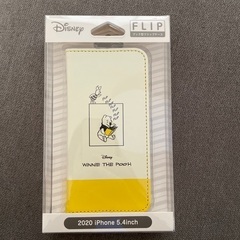 Disney
FLIP
Disney
WINNIE THE POOH
2020 iPhone 5.4inch